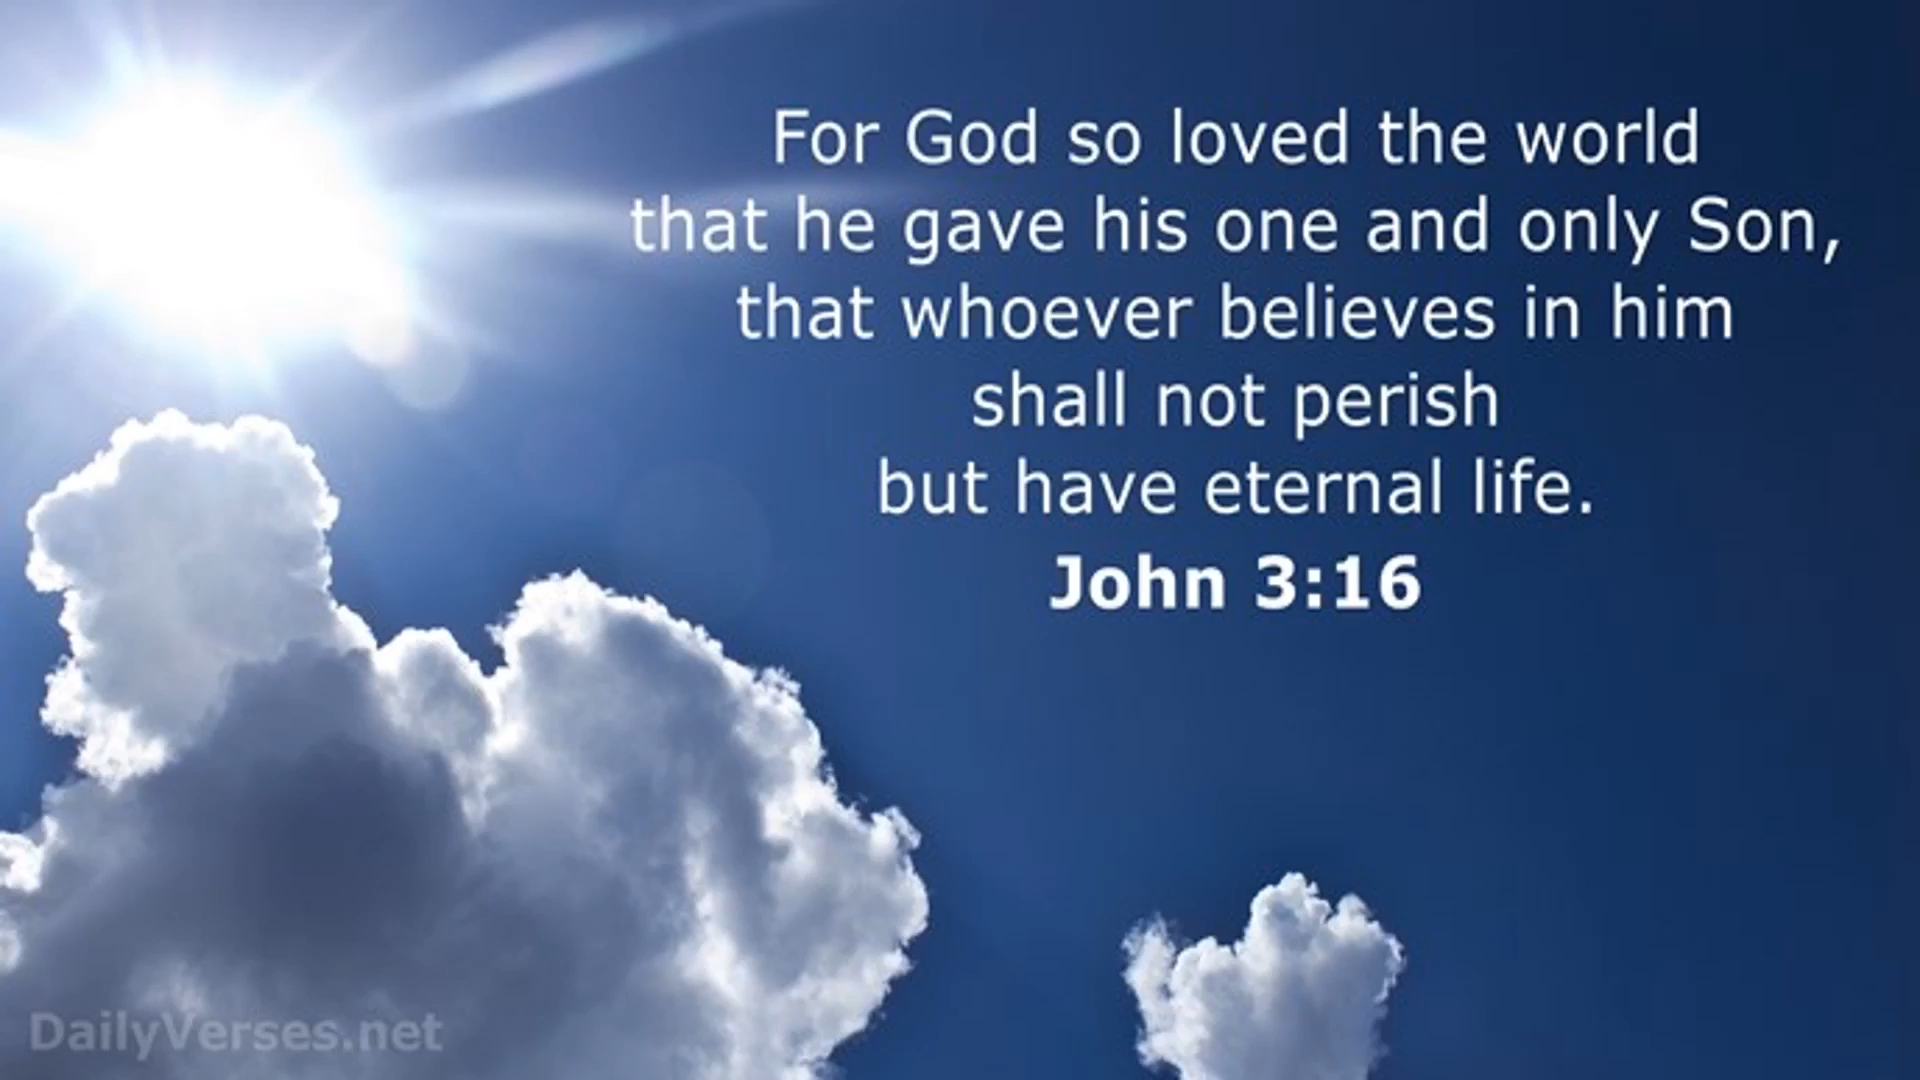 For God so loved the world
that he gave his one and only Son,
that whoever believes in him
shall not perish
but have eternal life.
John 3:16
DailyVerses.net